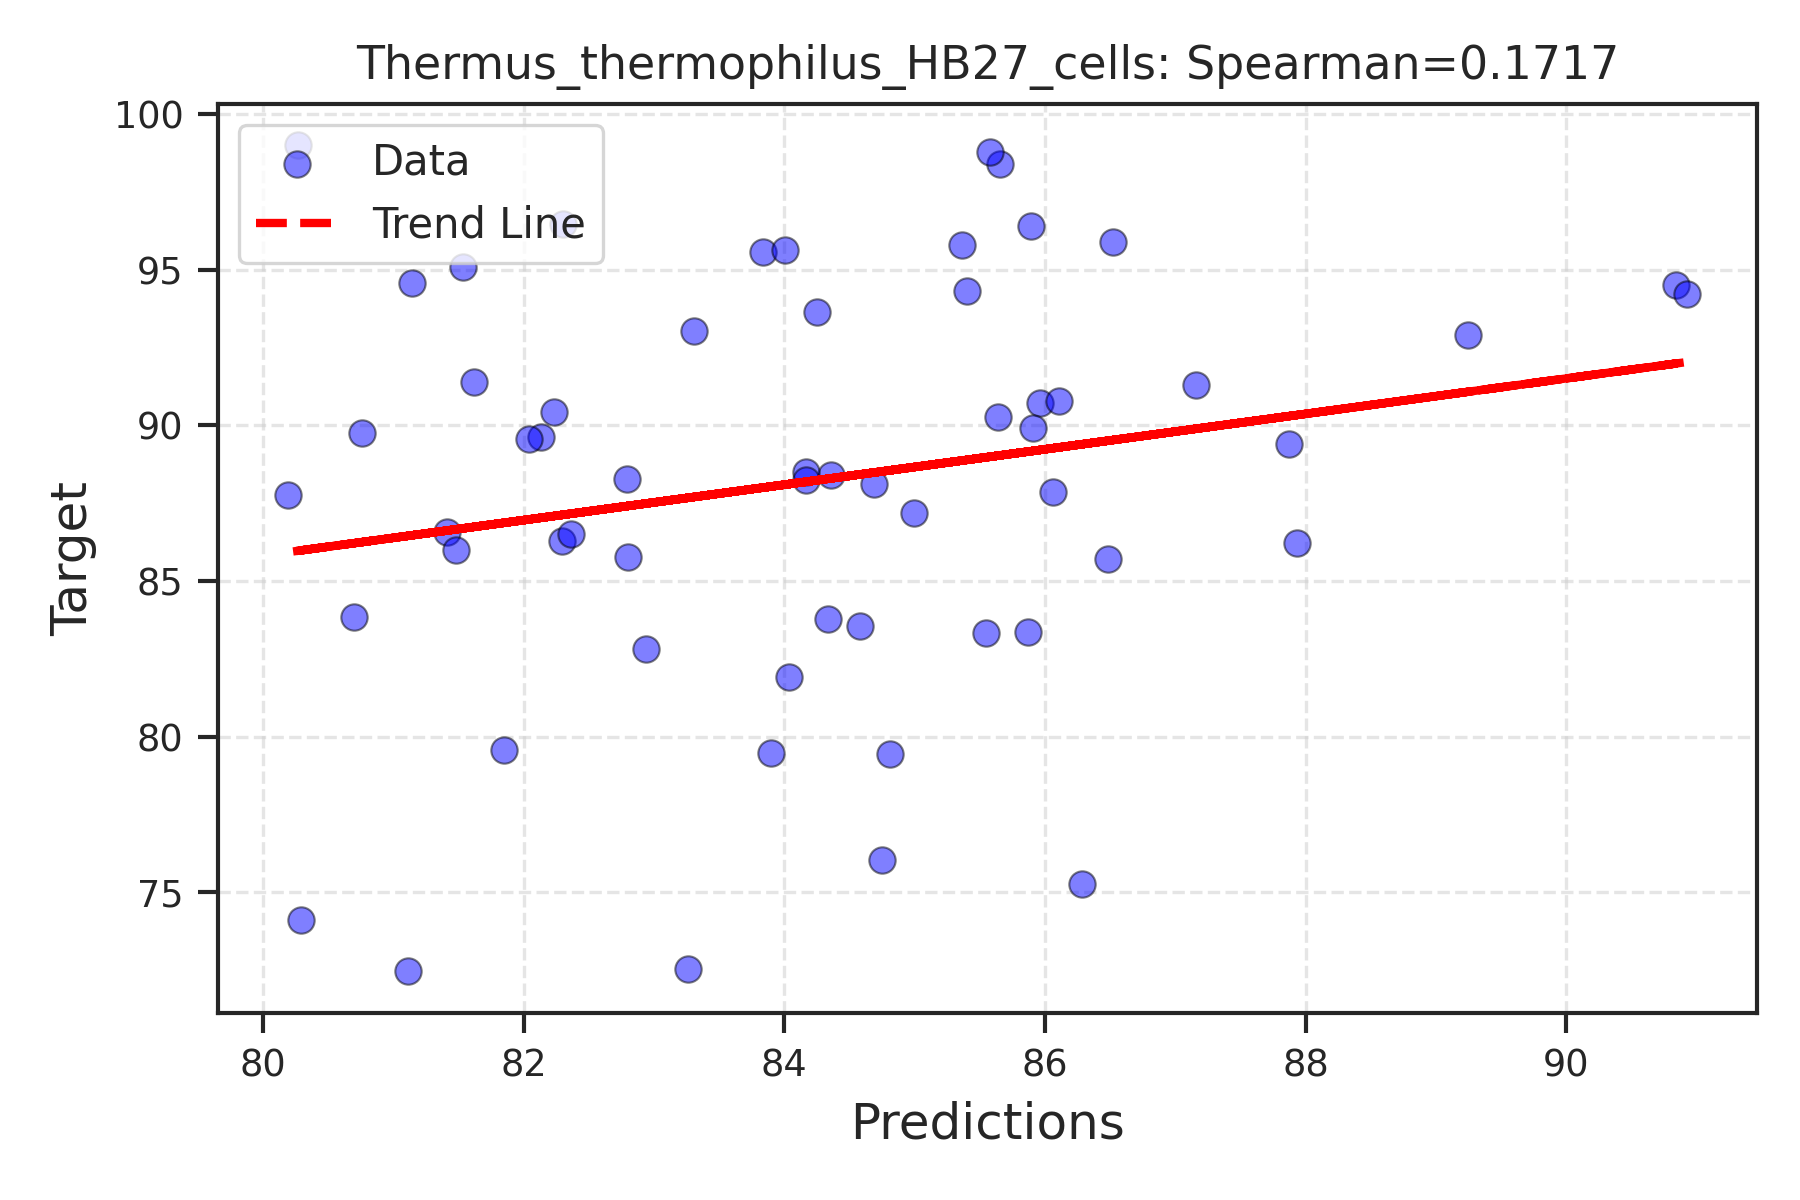 Thermus_thermophilus_HB27_cells: Spearman=0.1717
100
95
90
85
80
75
Target
Data
Trend Line
80 82 84 86 88 90
Predictions